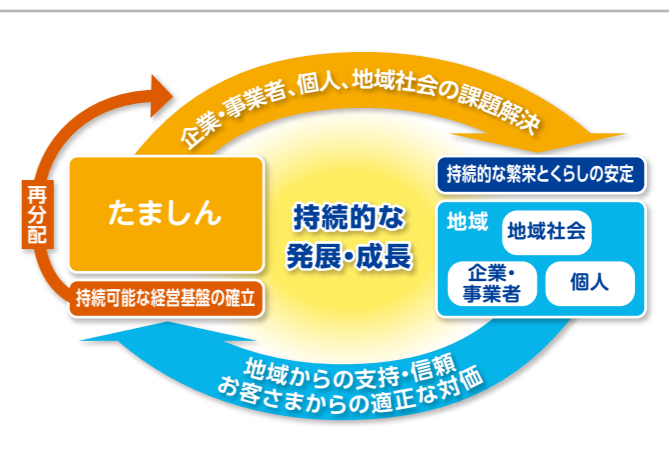 企業・事業者、個人、地域社会の課題解決
再分配
たましん
持続可能な経営基盤の確立
持続的な
発展・成長
持続的な繁栄とくらしの安定
地域
地域社会
企業・
事業者
個人
地域からの支持・信頼
お客さまからの適正な対価